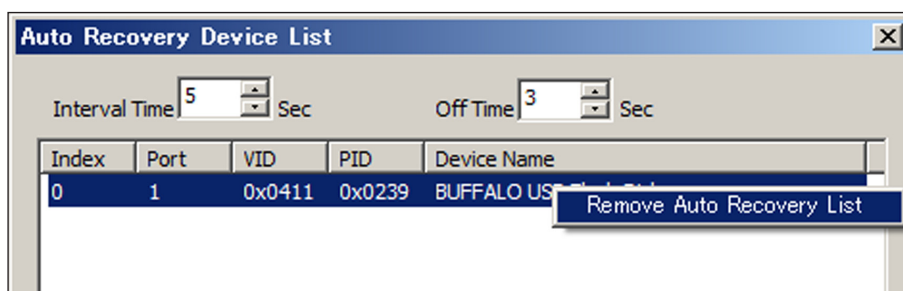 Auto Recovery Device List
Interval Time 5 Sec Off Time 3 Sec
Index Port VID PID Device Name
0 1 0x0411 0x0239 BUFFALO
Remove Auto Recovery List